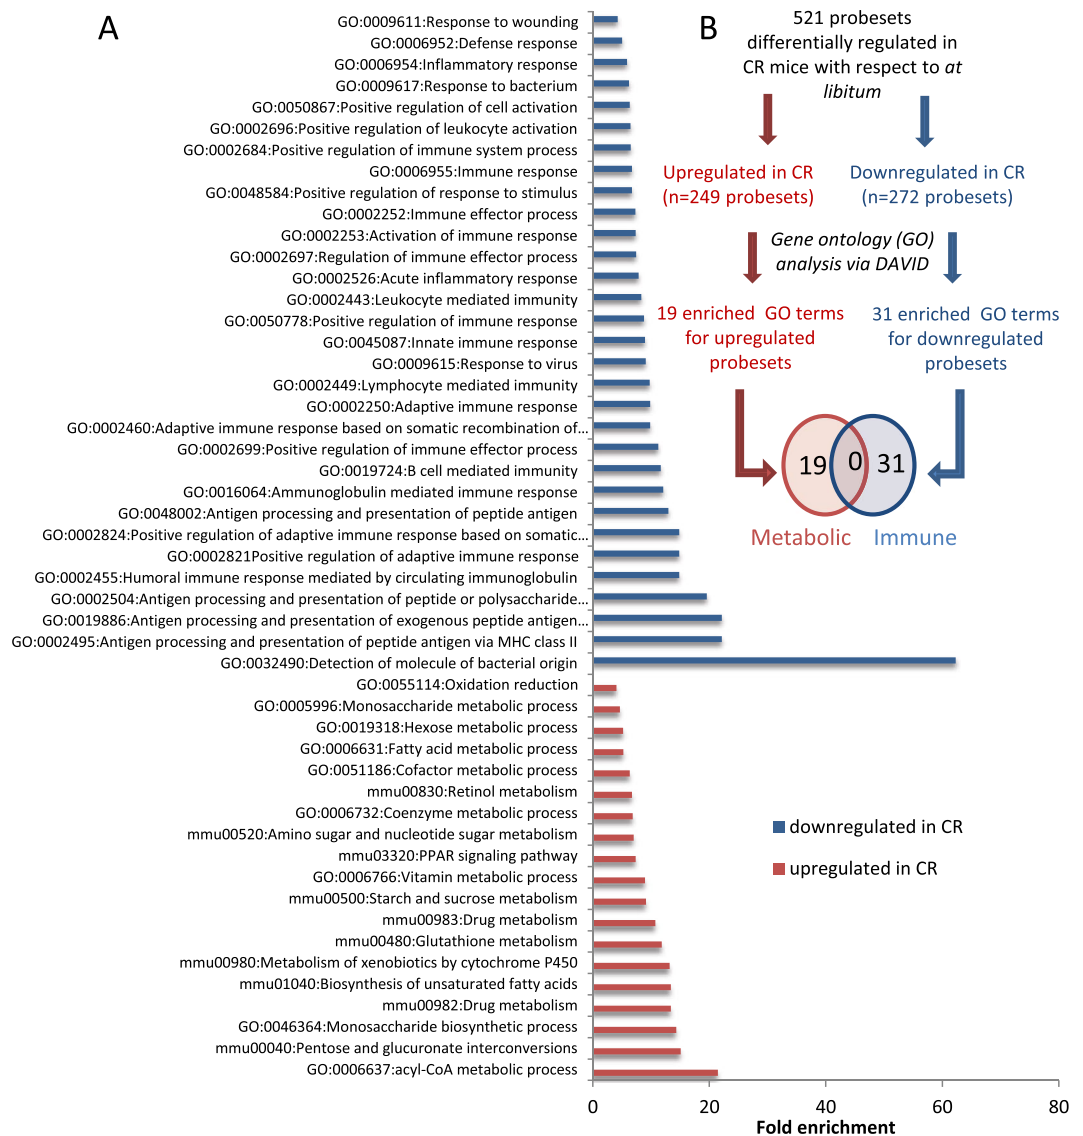 A
GO:0009611:Response to wounding
GO:0006952:Defense response
GO:0006954:Inflammatory response
GO:0009617:Response to bacterium
GO:0050867:Positive regulation of cell activation
GO:0002696:Positive regulation of leukocyte activation
GO:0002684:Positive regulation of immune system process
GO:0006955:Immune response
GO:0048584:Positive regulation of response to stimulus
GO:0002252:Immune effector process
GO:0002253:Activation of immune response
GO:0002697:Regulation of immune effector process
GO:0002526:Acute inflammatory response
GO:0002443:Leukocyte mediated immunity
GO:0050778:Positive regulation of immune response
GO:0045087:Innate immune response
GO:0009615:Response to virus
GO:0002449:Lymphocyte mediated immunity
GO:0002250:Adaptive immune response
GO:0002460:Adaptive immune response based on somatic recombination of...
GO:0002699:Positive regulation of immune effector process
GO:0019724:B cell mediated immunity
GO:0016064:Ammunoglobulin mediated immune response
GO:0048002:Antigen processing and presentation of peptide antigen
GO:0002824:Positive regulation of adaptive immune response based on somatic...
GO:0002821Positive regulation of adaptive immune response
GO:0002455:Humoral immune response mediated by circulating immunoglobulin
GO:0002504:Antigen processing and presentation of peptide or polysaccharide...
GO:0019886:Antigen processing and presentation of exogenous peptide antigen...
GO:0002495:Antigen processing and presentation of peptide antigen via MHC class II
GO:0032490:Detection of molecule of bacterial origin
GO:0055114:Oxidation reduction
GO:0005996:Monosaccharide metabolic process
GO:0019318:Hexose metabolic process
GO:0006631:Fatty acid metabolic process
GO:0051186:Cofactor metabolic process
mmu00830:Retinol metabolism
GO:0006732:Coenzyme metabolic process
mmu00520:Amino sugar and nucleotide sugar metabolism
mmu03320:PPAR signaling pathway
GO:0006766:Vitamin metabolic process
mmu00500:Starch and sucrose metabolism
mmu00983:Drug metabolism
mmu00480:Glutathione metabolism
mmu00980:Metabolism of xenobiotics by cytochrome P450
mmu01040:Biosynthesis of unsaturated fatty acids
mmu00982:Drug metabolism
GO:0046364:Monosaccharide biosynthetic process
mmu00040:Pentose and glucuronate interconversions
GO:0006637:acyl-CoA metabolic process
0 20 40 60 80
Fold enrichment
downregulated in CR
upregulated in CR
B
521 probesets
differentially regulated in
CR mice with respect to at
libitum
Upregulated in CR
(n=249 probesets)
Downregulated in CR
(n=272 probesets)
Gene ontology (GO)
analysis via DAVID
19 enriched GO terms
for upregulated
probesets
31 enriched GO terms
for downregulated
probesets
19 0 31
Metabolic Immune